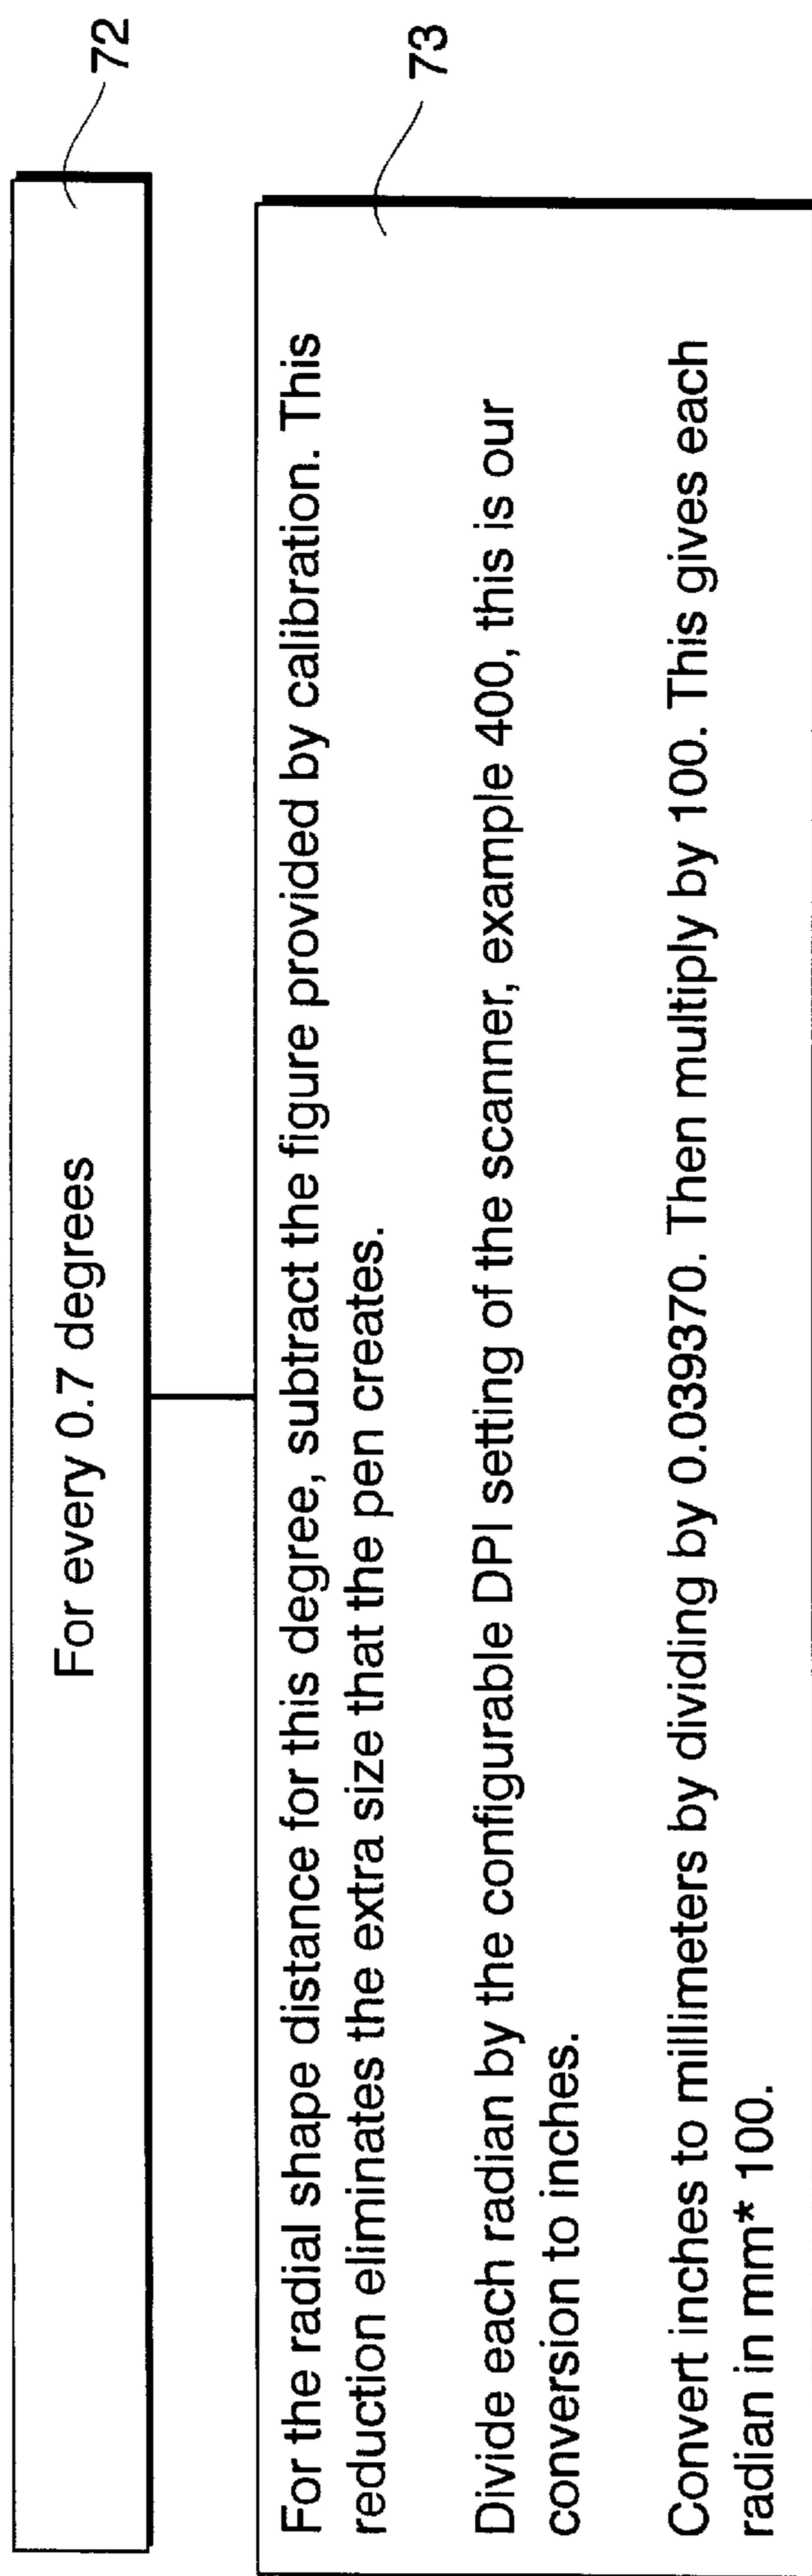 For every 0.7 degrees
72
For the radial shape distance for this degree, subtract the figure provided by calibration. This
reduction eliminates the extra size that the pen creates.
Divide each radian by the configurable DPI setting of the scanner, example 400, this is our
conversion to inches.
Convert inches to millimeters by dividing by 0.039370. Then multiply by 100. This gives each
radian in mm* 100.
73